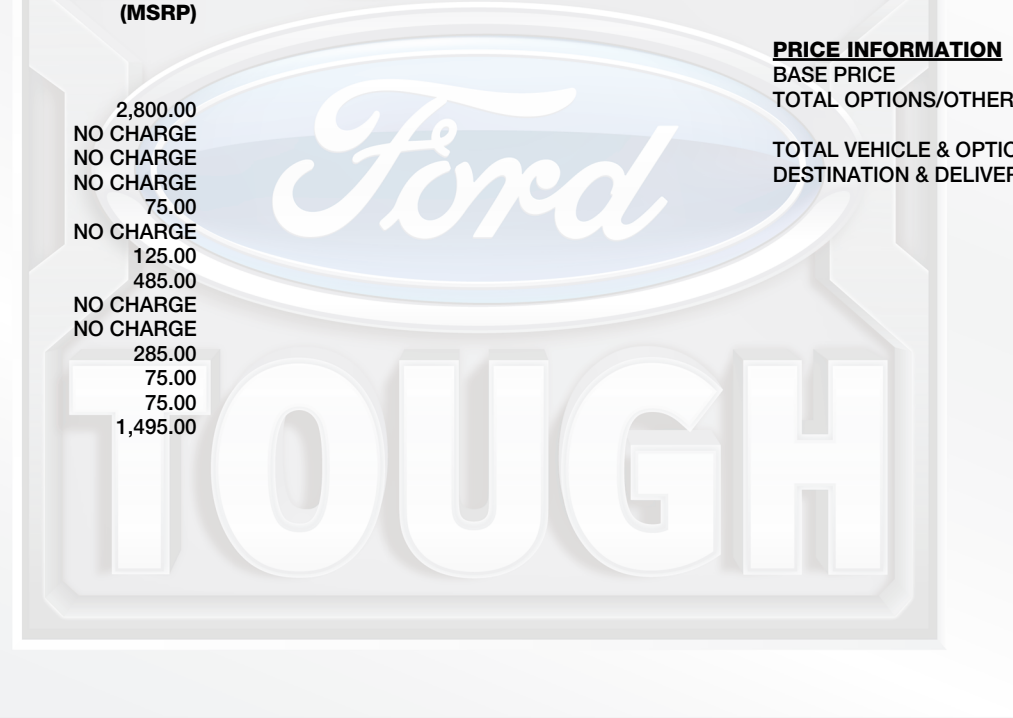 (MSRP)
2,800.00
NO CHARGE
NO CHARGE
NO CHARGE
75.00
NO CHARGE
125.00
485.00
NO CHARGE
NO CHARGE
285.00
75.00
75.00
1,495.00
PRICE INFORMATION
BASE PRICE
TOTAL OPTIONS/OTHER
TOTAL VEHICLE & OPTIO
DESTINATION & DELIVER
Ford
TOUGH